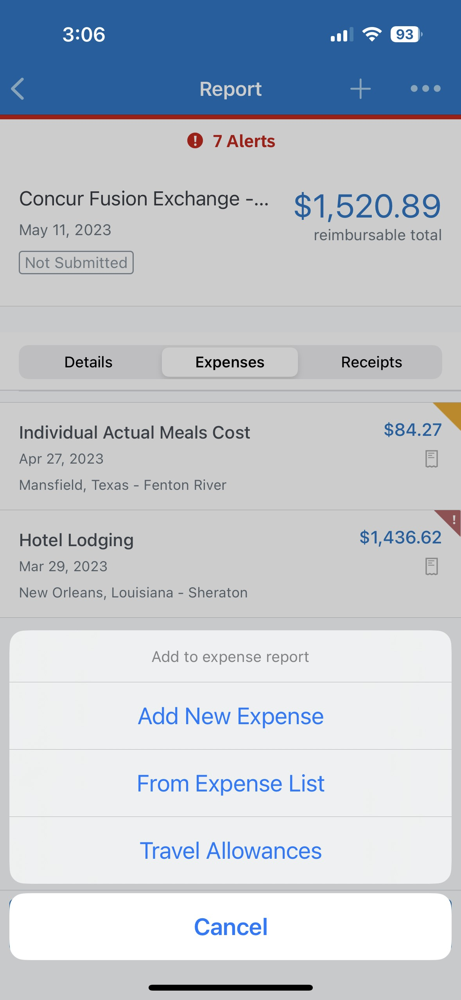 3:06
93
Report
7 Alerts
Concur Fusion Exchange -...
$1,520.89
May 11, 2023
reimbursable total
Not Submitted
Details
Expenses
Receipts
Individual Actual Meals Cost
$84.27
Apr 27, 2023
Mansfield, Texas - Fenton River
Hotel Lodging
$1,436.62
Mar 29, 2023
New Orleans, Louisiana - Sheraton
Add to expense report
Add New Expense
From Expense List
Travel Allowances
Cancel